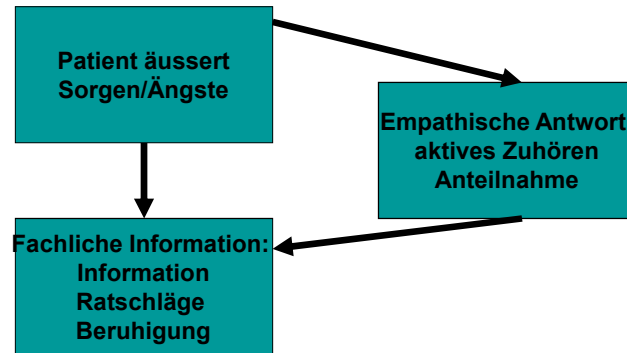 Patient äussert
Sorgen/Ängste
Empathische Antwort
aktives Zuhören
Anteilnahme
Fachliche Information:
Information
Ratschläge
Beruhigung